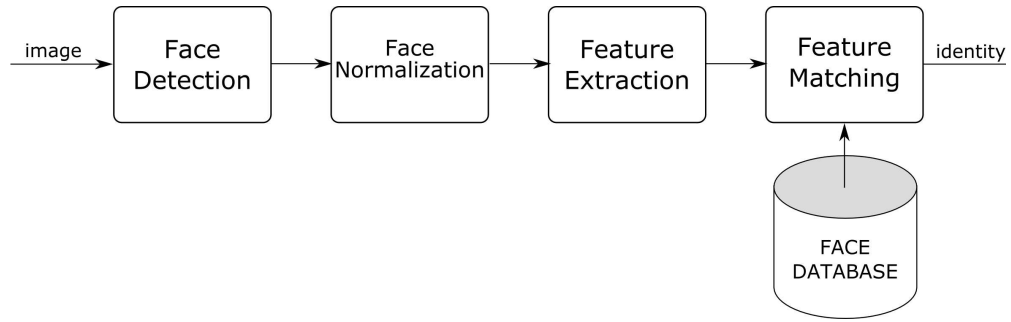 image
Face
Detection
Face
Normalization
Feature
Extraction
Feature
Matching
identity
FACE
DATABASE